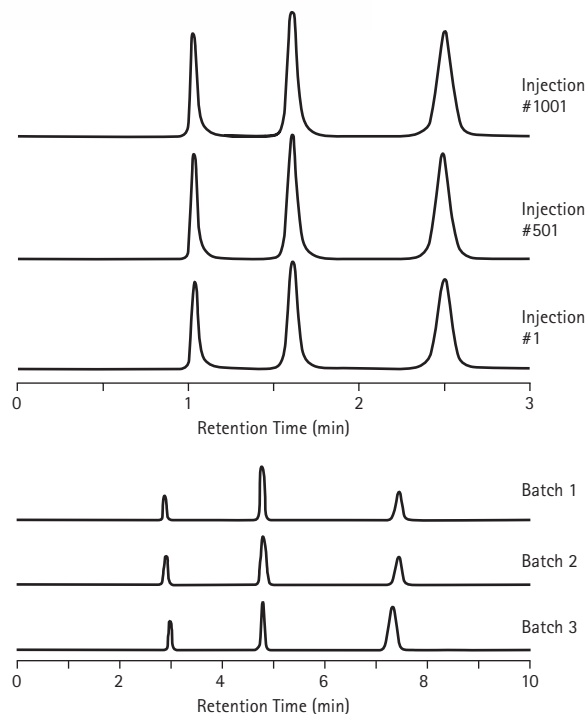 Injection
#1001
Injection
#501
Injection
#1
0 1 2 3
Retention Time (min)
Batch 1
Batch 2
Batch 3
0 2 4 6 8 10
Retention Time (min)